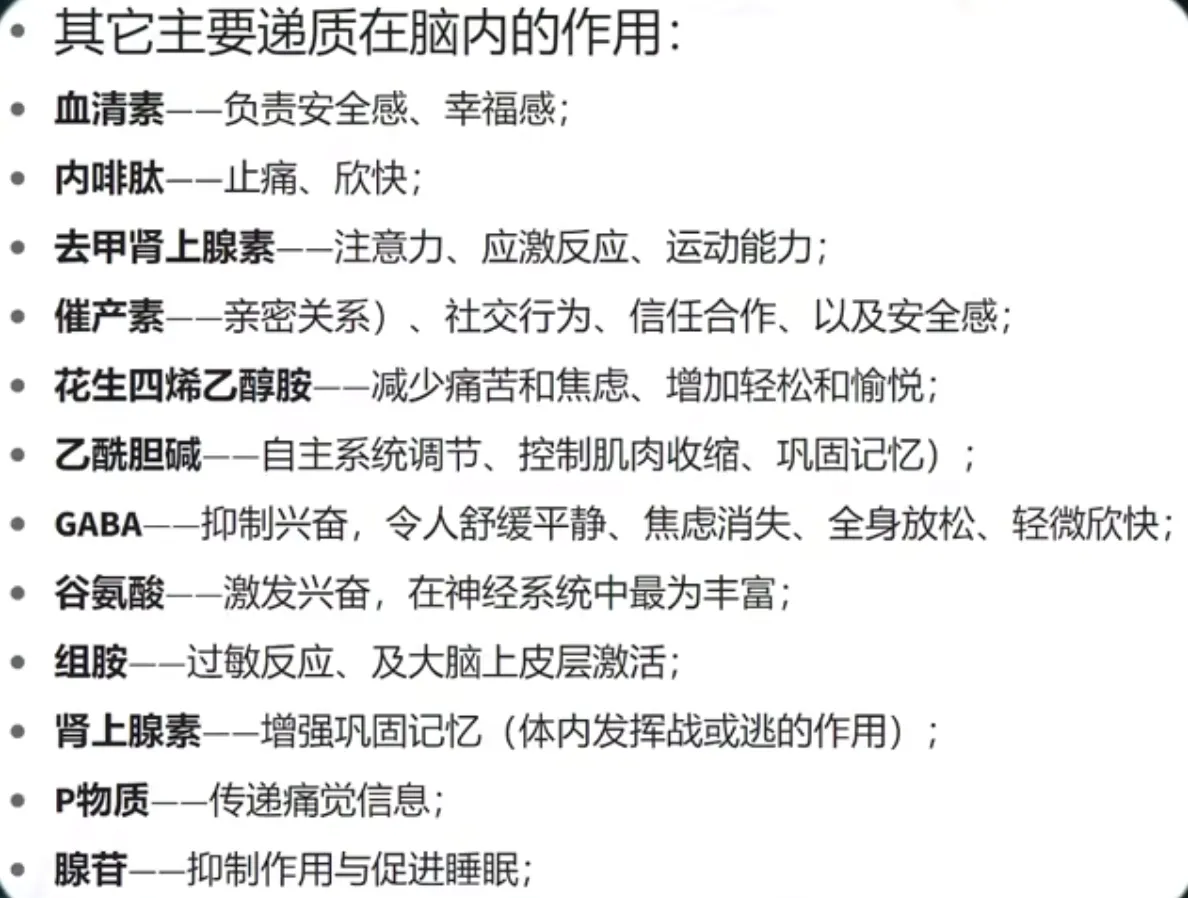 • 其它主要递质在脑内的作用：
• 血清素——负责安全感、幸福感；
• 内啡肽——止痛、欣快；
• 去甲肾上腺素——注意力、应激反应、运动能力；
• 催产素——亲密关系）、社交行为、信任合作、以及安全感；
• 花生四烯乙醇胺——减少痛苦和焦虑、增加轻松和愉悦；
• 乙酰胆碱——自主系统调节、控制肌肉收缩、巩固记忆）；
• GABA——抑制兴奋，令人舒缓平静、焦虑消失、全身放松、轻微欣快；
• 谷氨酸——激发兴奋，在神经系统中最为丰富；
• 组胺——过敏反应、及大脑上皮层激活；
• 肾上腺素——增强巩固记忆（体内发挥战或逃的作用）；
• P物质——传递痛觉信息；
• 腺苷——抑制作用与促进睡眠；